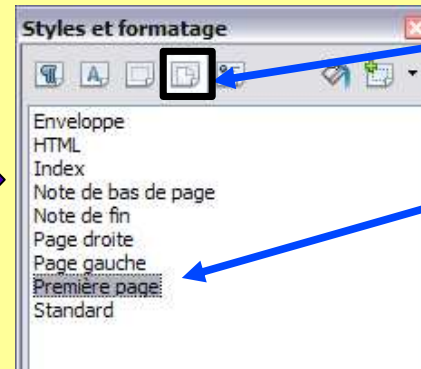 Styles et formatage
Enveloppe
HTML
Index
Note de bas de page
Note de fin
Page droite
Page gauche
Première page
Standard